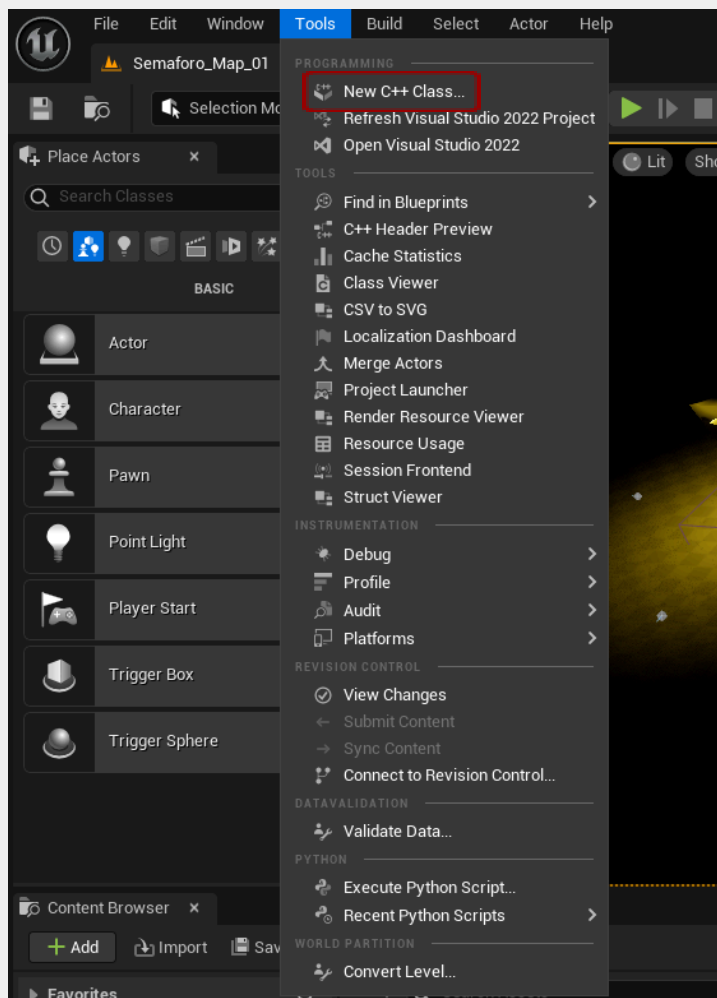 File Edit Window Tools Build Select Actor Help
Semaforo_Map_01
Selection Mo
Lit Sho
Place Actors
Search Classes
BASIC
Actor
Character
Pawn
Point Light
Player Start
Trigger Box
Trigger Sphere
Content Browser
Add Import Sav
Favorites
PROGRAMMING
New C++ Class...
Refresh Visual Studio 2022 Project
Open Visual Studio 2022
TOOLS
Find in Blueprints
C++ Header Preview
Cache Statistics
Class Viewer
CSV to SVG
Localization Dashboard
Merge Actors
Project Launcher
Render Resource Viewer
Resource Usage
Session Frontend
Struct Viewer
INSTRUMENTATION
Debug
Profile
Audit
Platforms
REVISION CONTROL
View Changes
Submit Content
Sync Content
Connect to Revision Control...
DATAVALIDATION
Validate Data...
PYTHON
Execute Python Script...
Recent Python Scripts
WORLD PARTITION
Convert Level...